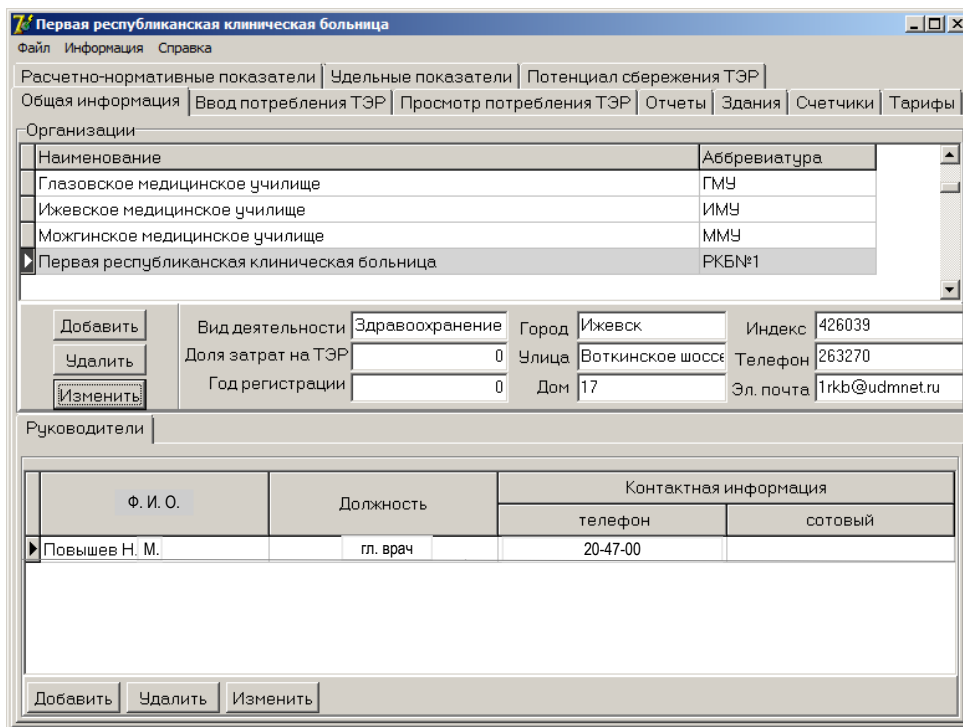 Первая республиканская клиническая больница
Файл Информация Справка
Расчетно-нормативные показатели Удельные показатели Потенциал сбережения ТЭР
Общая информация Ввод потребления ТЭР Просмотр потребления ТЭР Отчеты Здания Счетчики Тарифы
Организации
Наименование Аббревиатура
Глазовское медицинское училище ГМУ
Ижевское медицинское училище ИМУ
Можгинское медицинское училище ММУ
Первая республиканская клиническая больница РКБ№1
Добавить Вид деятельности Здравоохранение Город Ижевск Индекс 426039
Удалить Доля затрат на ТЭР 0 Улица Воткинское шоссе Телефон 263270
Изменить Год регистрации 0 Дом 17 Эл. почта 1rkb@udmnet.ru
Руководители
Ф. И. О. Должность Контактная информация
телефон сотовый
Повышев Н. М. гл. врач 20-47-00
Добавить Удалить Изменить